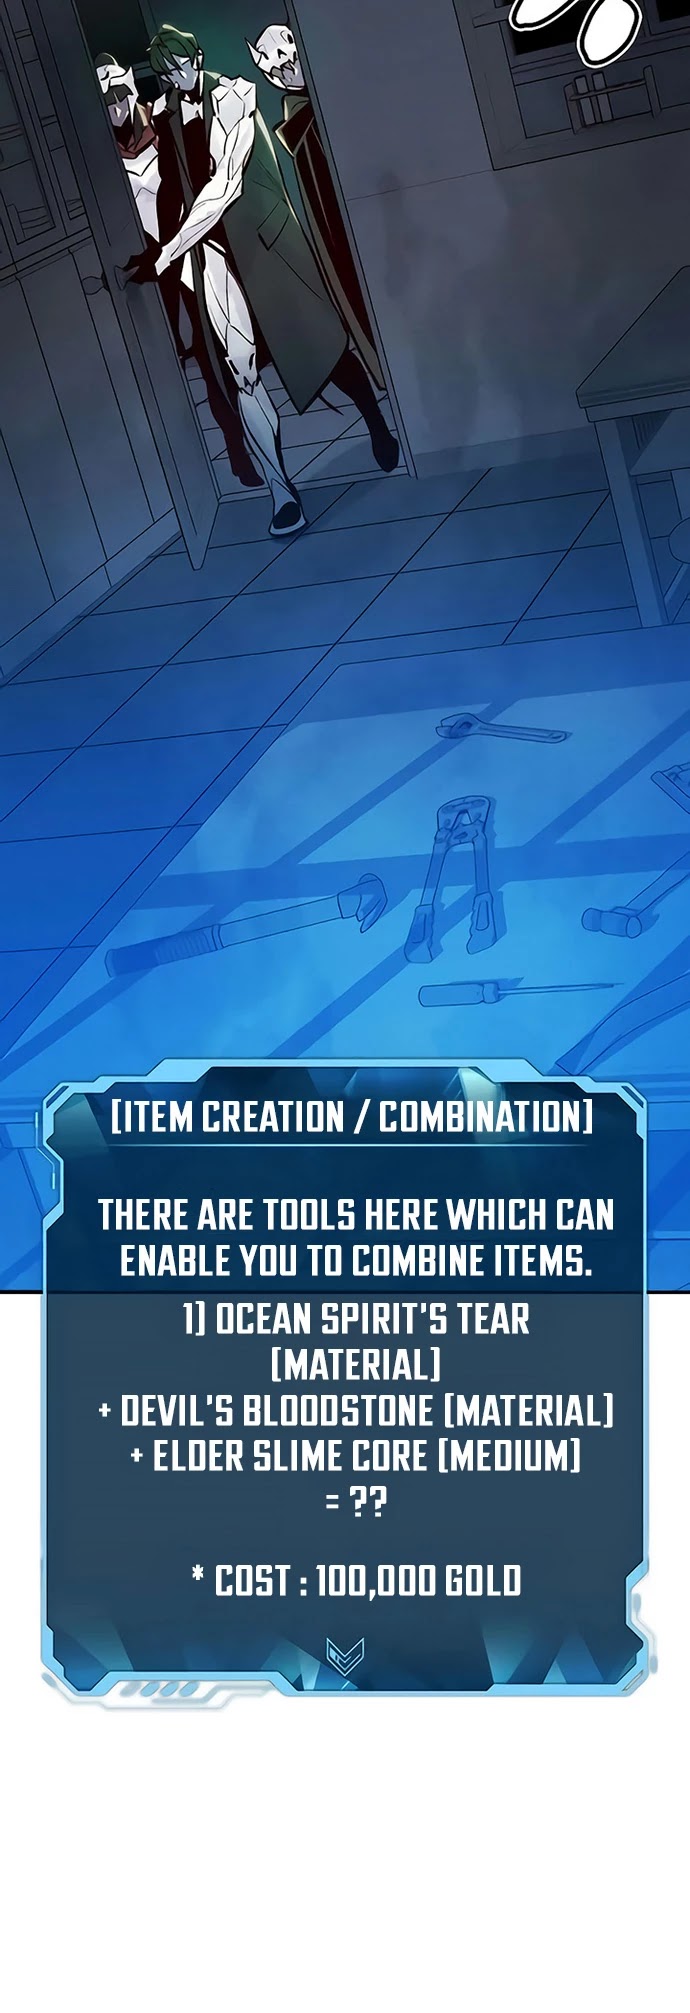 [ITEM CREATION / COMBINATION]
THERE ARE TOOLS HERE WHICH CAN
ENABLE YOU TO COMBINE ITEMS.
1) OCEAN SPIRIT'S TEAR
[MATERIAL]
+ DEVIL'S BLOODSTONE [MATERIAL]
+ ELDER SLIME CORE [MEDIUM]
= ??
* COST : 100,000 GOLD